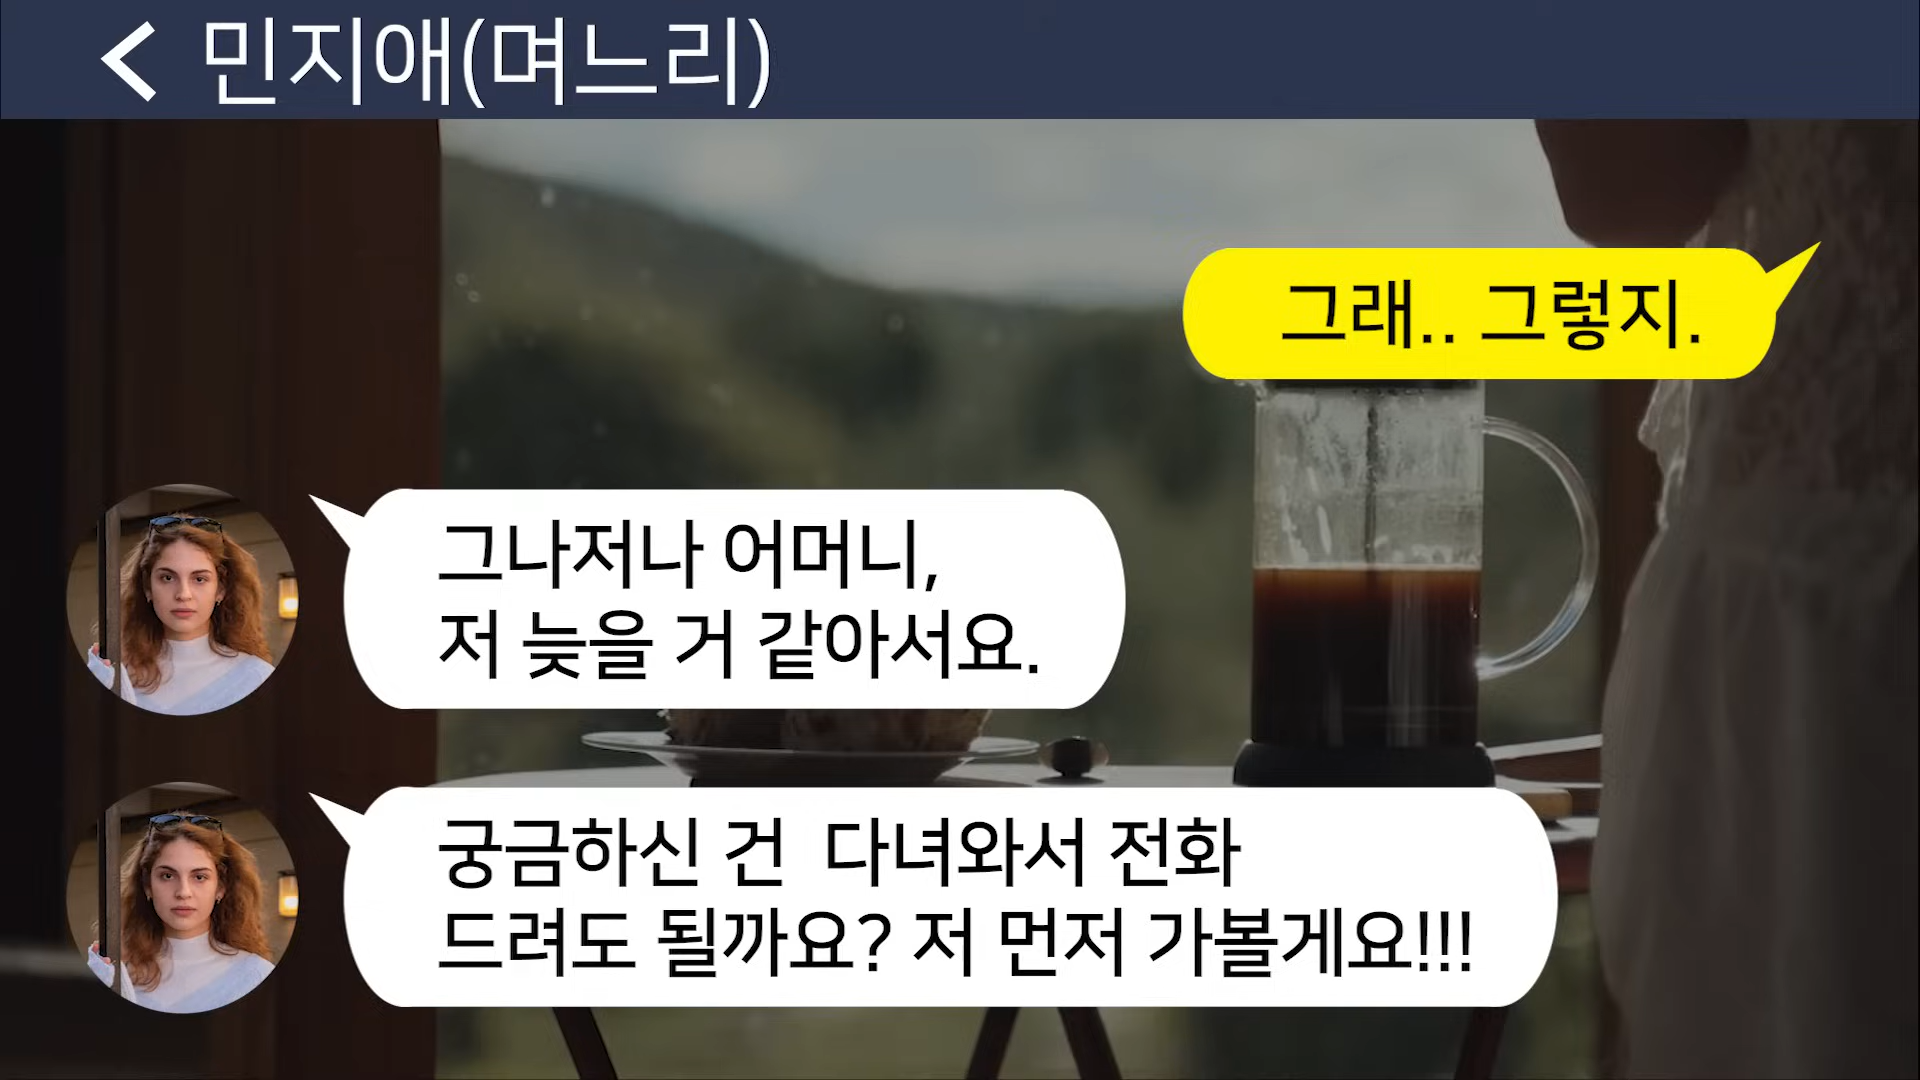 민지애(며느리)
그래.. 그렇지.
그나저나 어머니,
저 늦을 거 같아서요.
궁금하신 건  다녀와서 전화
드려도 될까요? 저 먼저 가볼게요!!!